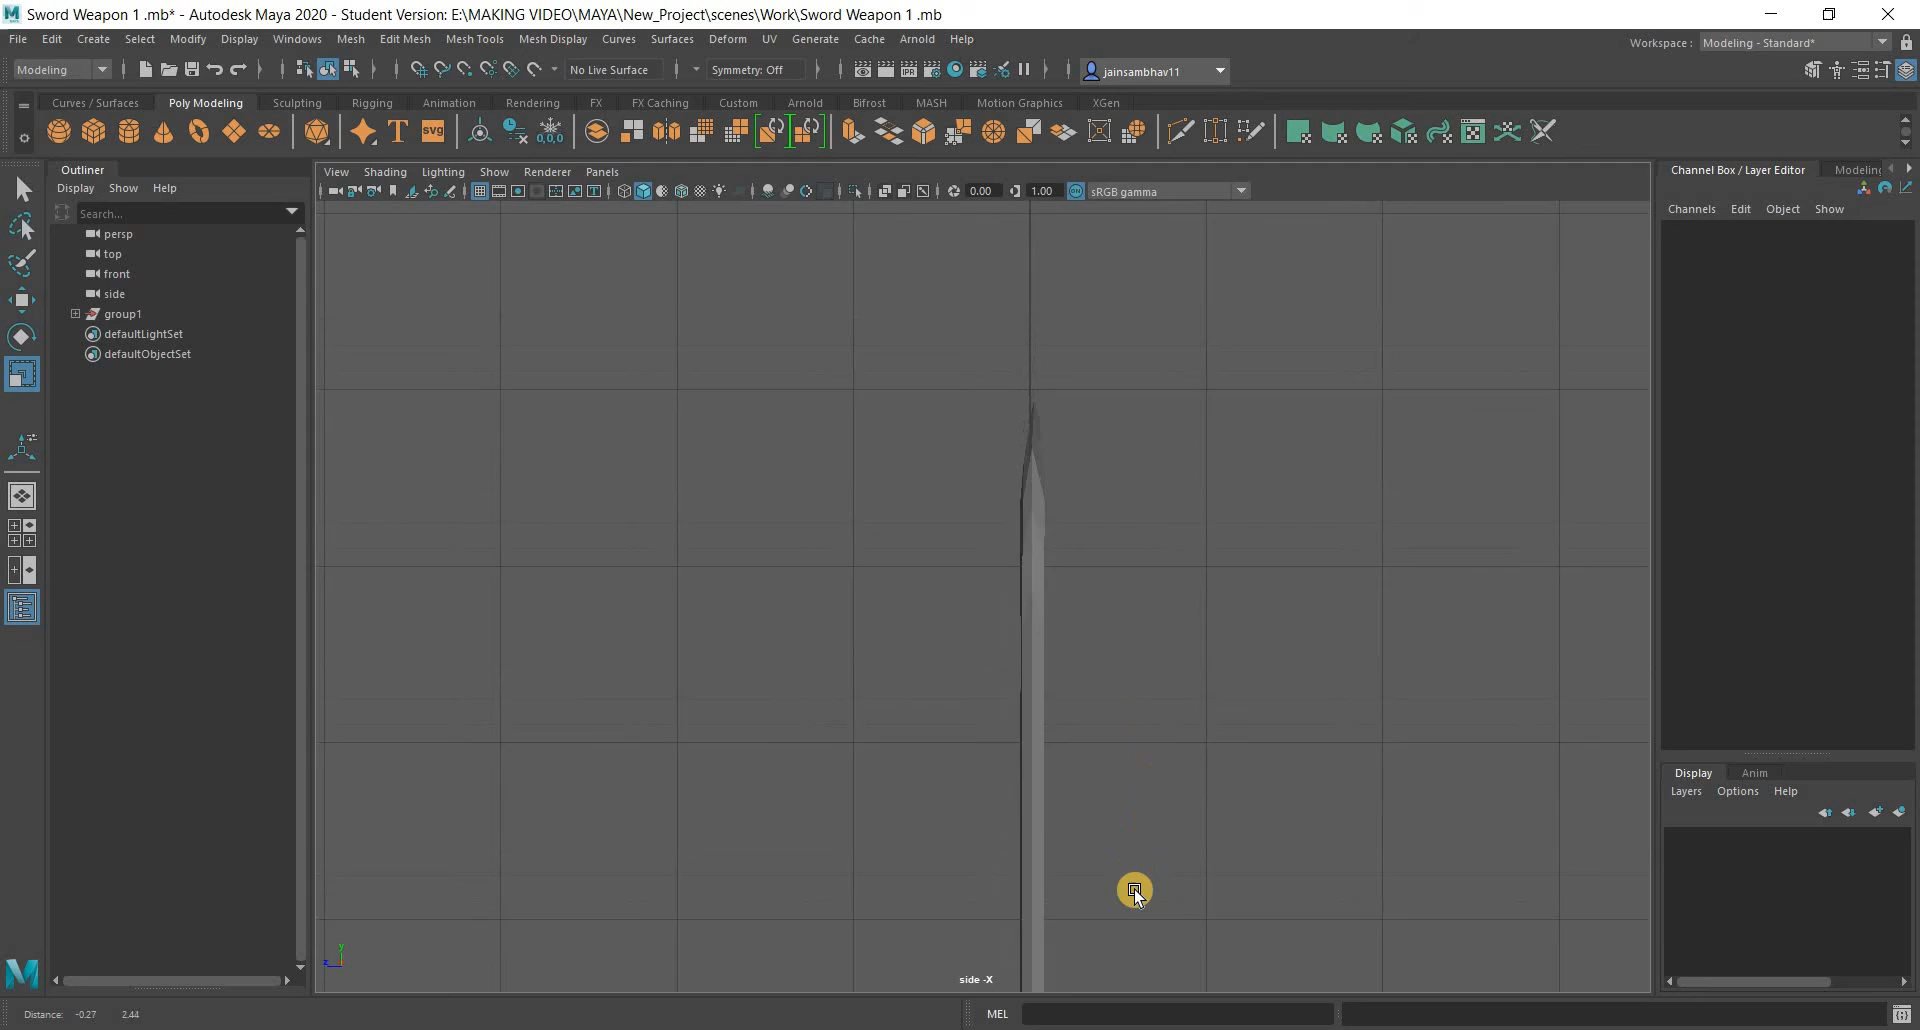 Sword Weapon 1 .mb* - Autodesk Maya 2020 - Student Version: E:\MAKING VIDEO\MAYA\New_Project\scenes\Work\Sword Weapon 1 .mb
File Edit Create Select Modify Display Windows Mesh Edit Mesh Mesh Tools Mesh Display Curves Surfaces Deform UV Generate Cache Arnold Help
Workspace : Modeling - Standard*
Modeling No Live Surface Symmetry: Off jainsambhav11
Curves / Surfaces Poly Modeling Sculpting Rigging Animation Rendering FX FX Caching Custom Arnold Bifrost MASH Motion Graphics XGen
T svg 0,0,0
Outliner
Display Show Help
Search...
persp
top
front
side
group1
defaultLightSet
defaultObjectSet
View Shading Lighting Show Renderer Panels
0.00 1.00 ON sRGB gamma
y
z
side -X
Channel Box / Layer Editor Modeling
Channels Edit Object Show
Display Anim
Layers Options Help
Distance: -0.27 2.44
MEL